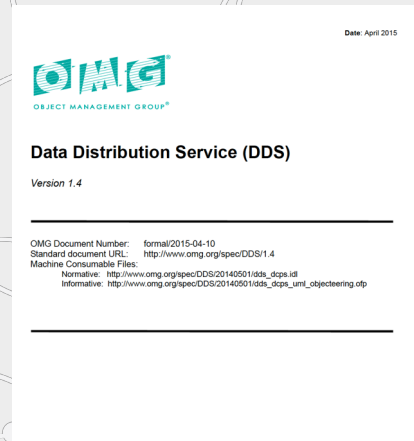 Date: April 2015
OMG®
OBJECT MANAGEMENT GROUP®
Data Distribution Service (DDS)
Version 1.4
OMG Document Number: formal/2015-04-10
Standard document URL: http://www.omg.org/spec/DDS/1.4
Machine Consumable Files:
Normative: http://www.omg.org/spec/DDS/20140501/dds_dcps.idl
Informative: http://www.omg.org/spec/DDS/20140501/dds_dcps_uml_objecteering.ofp